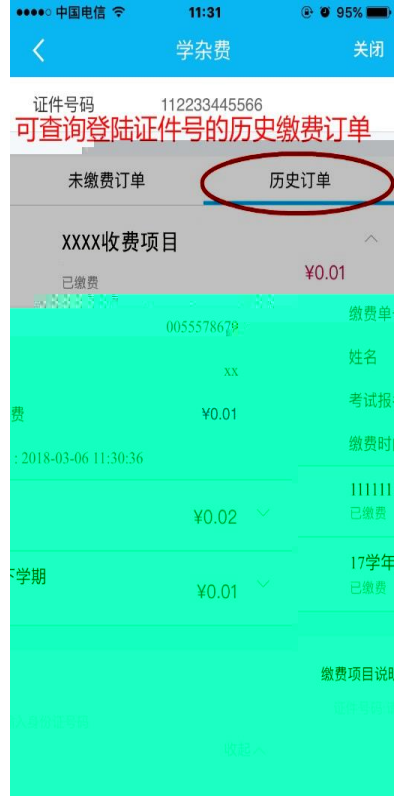 中国电信 11:31 95%
学杂费 关闭
证件号码 112233445566
可查询登陆证件号的历史缴费订单
未缴费订单 历史订单
XXXX收费项目
¥0.01
已缴费
缴费单
0055578679
姓名
xx
考试报
费 ¥0.01
缴费时
: 2018-03-06 11:30:36
111111
¥0.02 已缴费
17学年
下学期 ¥0.01 已缴费
缴费项目说明
收起